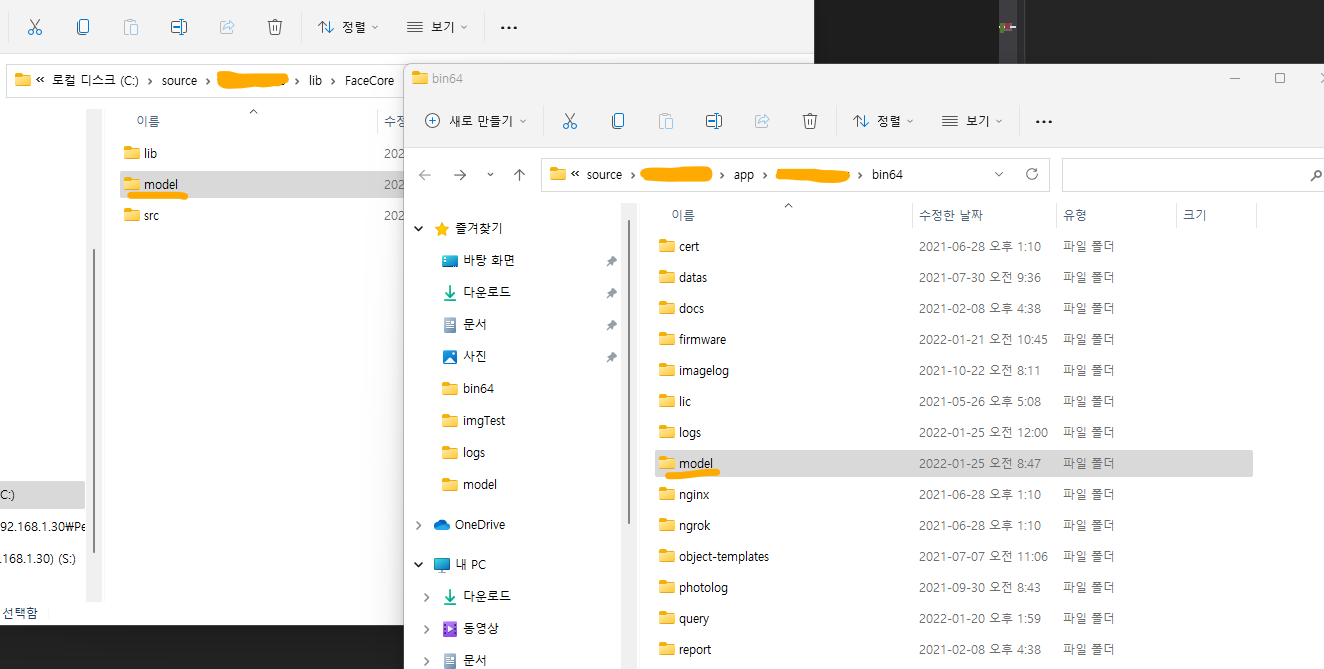 정렬 보기
« 로컬 디스크 (C:) › source › › lib › FaceCore
이름 수정
lib 202
model 202
src 202
C:)
92.168.1.30₩Pe
.168.1.30) (S:)
선택함
bin64
새로 만들기 정렬 보기
« source › › app › › bin64
즐겨찾기
바탕 화면
다운로드
문서
사진
bin64
imgTest
logs
model
OneDrive
내 PC
다운로드
동영상
문서
이름 수정한 날짜 유형 크기
cert 2021-06-28 오후 1:10 파일 폴더
datas 2021-07-30 오전 9:36 파일 폴더
docs 2021-02-08 오후 4:38 파일 폴더
firmware 2022-01-21 오전 10:45 파일 폴더
imagelog 2021-10-22 오후 8:11 파일 폴더
lic 2021-05-26 오후 5:08 파일 폴더
logs 2022-01-25 오전 12:00 파일 폴더
model 2022-01-25 오전 8:47 파일 폴더
nginx 2021-06-28 오후 1:10 파일 폴더
ngrok 2021-06-28 오후 1:10 파일 폴더
object-templates 2021-07-07 오전 11:06 파일 폴더
photolog 2021-09-30 오전 8:43 파일 폴더
query 2022-01-20 오후 1:59 파일 폴더
report 2021-02-08 오후 4:38 파일 폴더